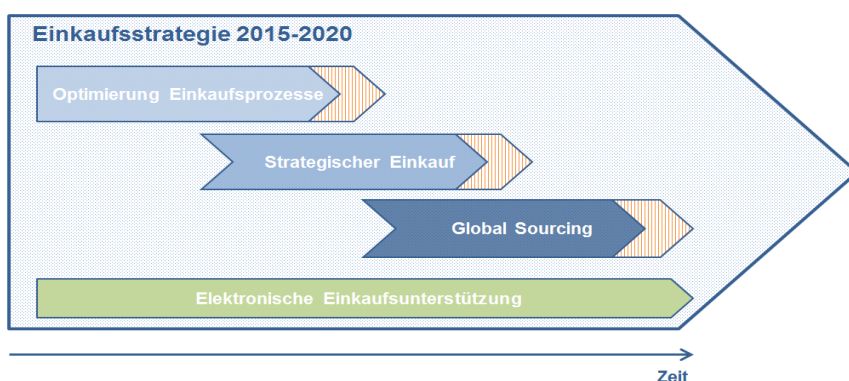 Einkaufsstrategie 2015-2020
Optimierung Einkaufsprozesse
Strategischer Einkauf
Global Sourcing
Elektronische Einkaufsunterstützung
Zeit